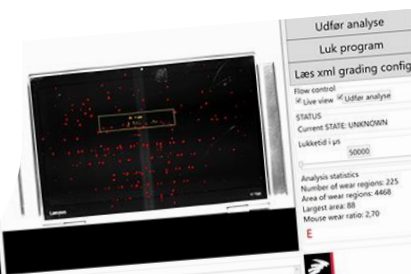 Udfør analyse
Luk program
Læs xml grading config
Flow control
Live view Udfør analyse
STATUS
Current STATE: UNKNOWN
Lukketid i µs
50000
Analysis statistics
Number of wear regions: 225
Area of wear regions: 4468
Largest area: 88
Mouse wear ratio: 2,70
E
Lenovo